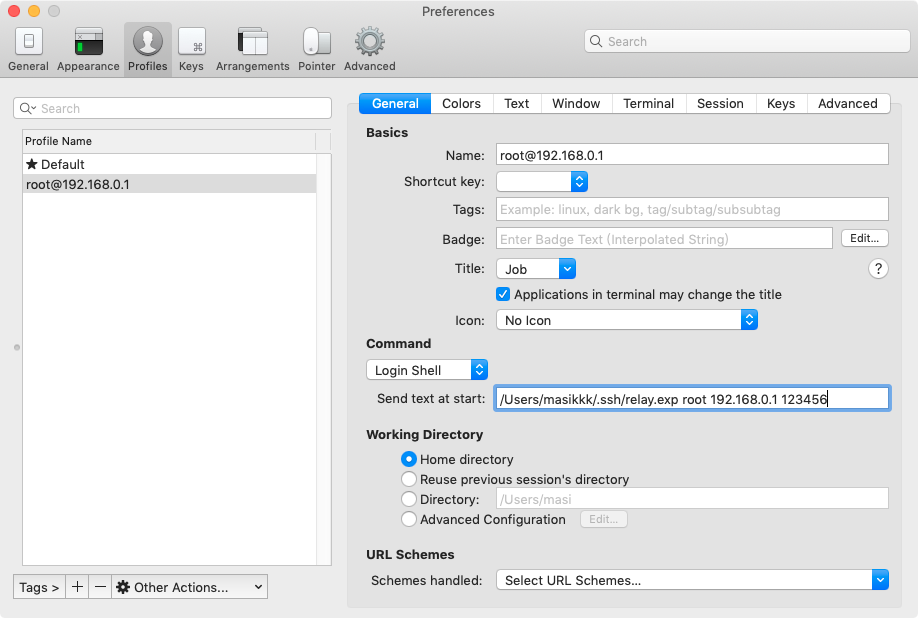 Preferences
General Appearance Profiles Keys Arrangements Pointer Advanced
Search
Search
Profile Name
★ Default
root@192.168.0.1
Tags > + − Other Actions...
General Colors Text Window Terminal Session Keys Advanced
Basics
Name: root@192.168.0.1
Shortcut key:
Tags: Example: linux, dark bg, tag/subtag/subsubtag
Badge: Enter Badge Text (Interpolated String) Edit...
Title: Job ?
Applications in terminal may change the title
Icon: No Icon
Command
Login Shell
Send text at start: /Users/masikkk/.ssh/relay.exp root 192.168.0.1 123456
Working Directory
Home directory
Reuse previous session's directory
Directory: /Users/masi
Advanced Configuration Edit...
URL Schemes
Schemes handled: Select URL Schemes...